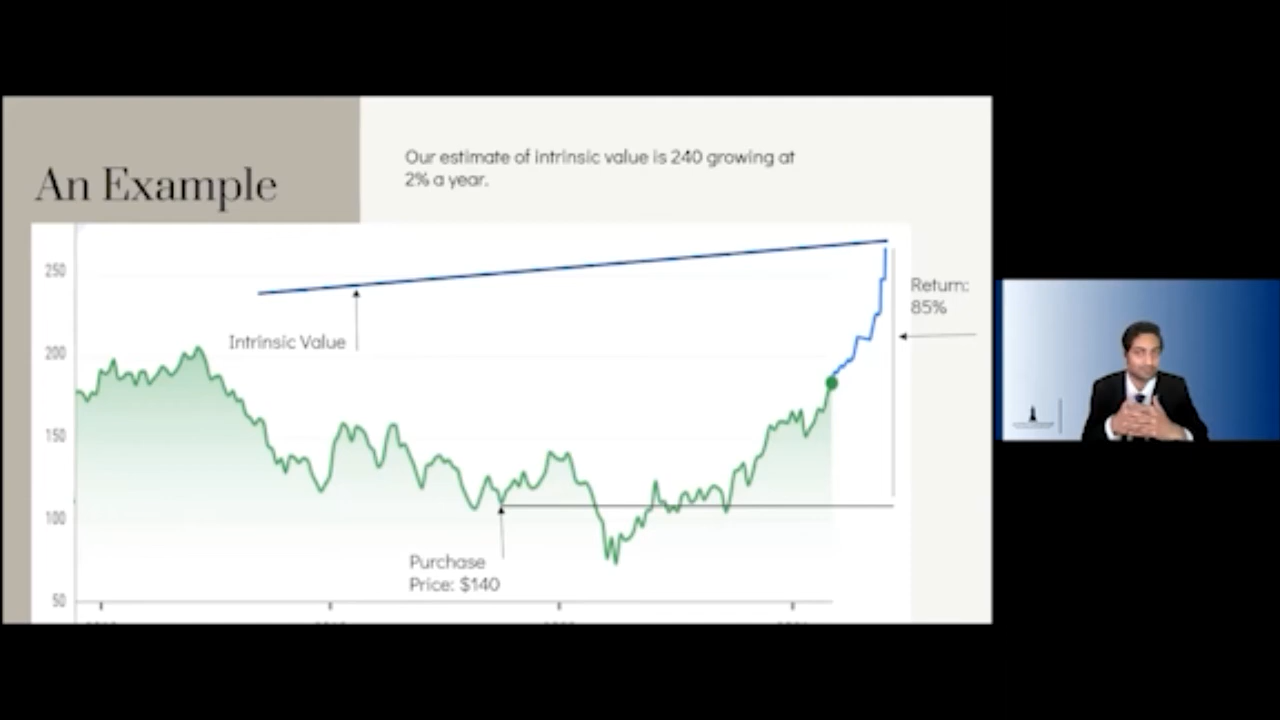 An Example
Our estimate of intrinsic value is 240 growing at
2% a year.
250
200
150
100
50
Intrinsic Value
Return:
85%
Purchase
Price: $140